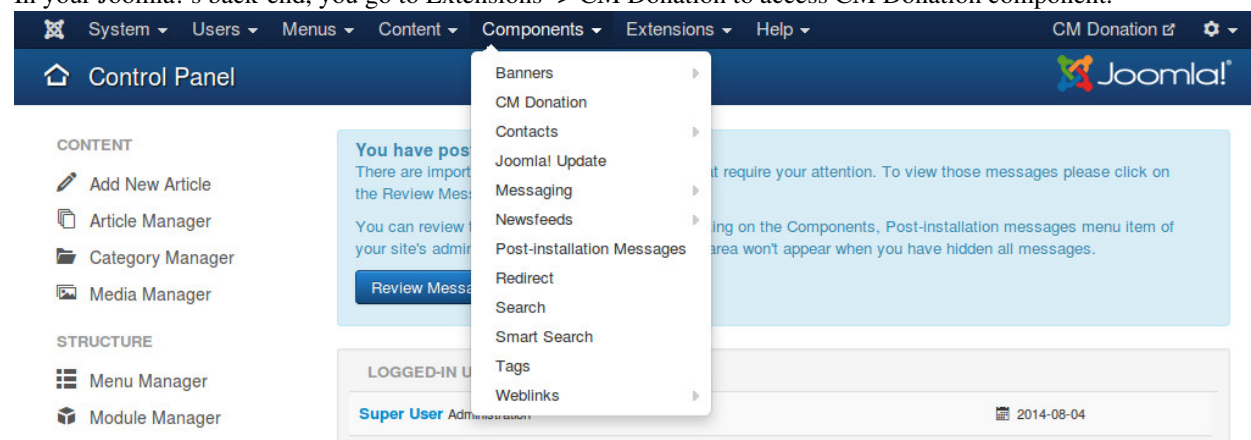 In your Joomla!'s back-end, you go to Extensions -> CM Donation to access CM Donation component.
System Users Menus Content Components Extensions Help CM Donation
Control Panel Joomla!
Banners
CM Donation
Contacts
Joomla! Update
Messaging
Newsfeeds
Post-installation Messages
Redirect
Search
Smart Search
Tags
Weblinks
CONTENT
Add New Article
Article Manager
Category Manager
Media Manager
STRUCTURE
Menu Manager
Module Manager
You have pos
There are import at require your attention. To view those messages please click on
the Review Mess
You can review ing on the Components, Post-installation messages menu item of
your site's admin area won't appear when you have hidden all messages.
Review Messa
LOGGED-IN U
Super User 2014-08-04